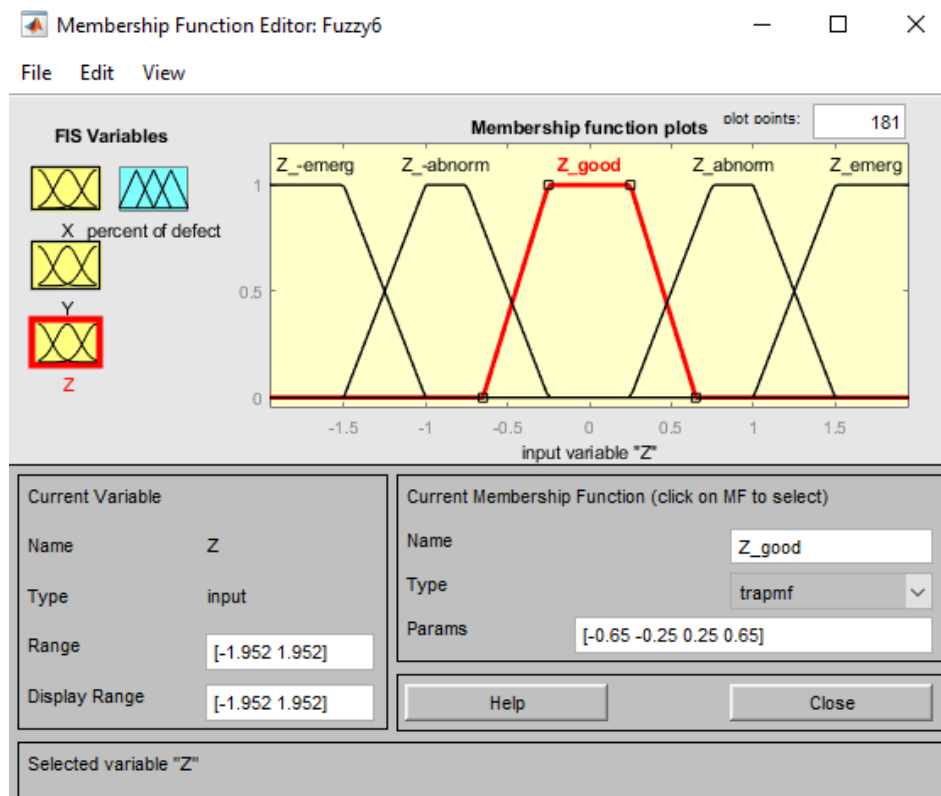 Membership Function Editor: Fuzzy6
File Edit View
FIS Variables
X percent of defect
Y
Z
Membership function plots plot points: 181
Z_-emerg Z_-abnorm Z_good Z_abnorm Z_emerg
1
0.5
0
-1.5 -1 -0.5 0 0.5 1 1.5
input variable "Z"
Current Variable
Name Z
Type input
Range [-1.952 1.952]
Display Range [-1.952 1.952]
Current Membership Function (click on MF to select)
Name Z_good
Type trapmf
Params [-0.65 -0.25 0.25 0.65]
Help Close
Selected variable "Z"